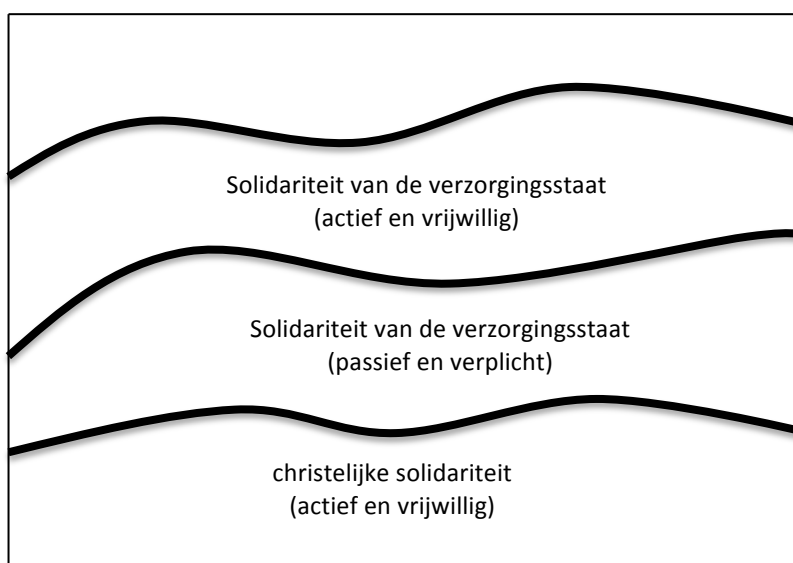 Solidariteit van de verzorgingsstaat
(actief en vrijwillig)
Solidariteit van de verzorgingsstaat
(passief en verplicht)
christelijke solidariteit
(actief en vrijwillig)